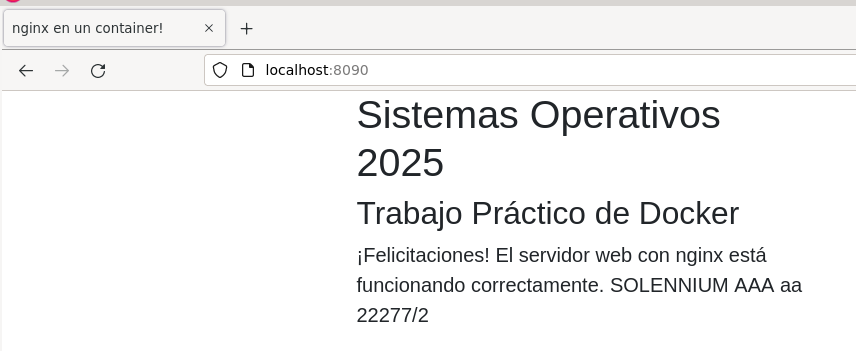 nginx en un container!
localhost:8090
Sistemas Operativos
2025
Trabajo Práctico de Docker
¡Felicitaciones! El servidor web con nginx está
funcionando correctamente. SOLENNIUM AAA aa
22277/2